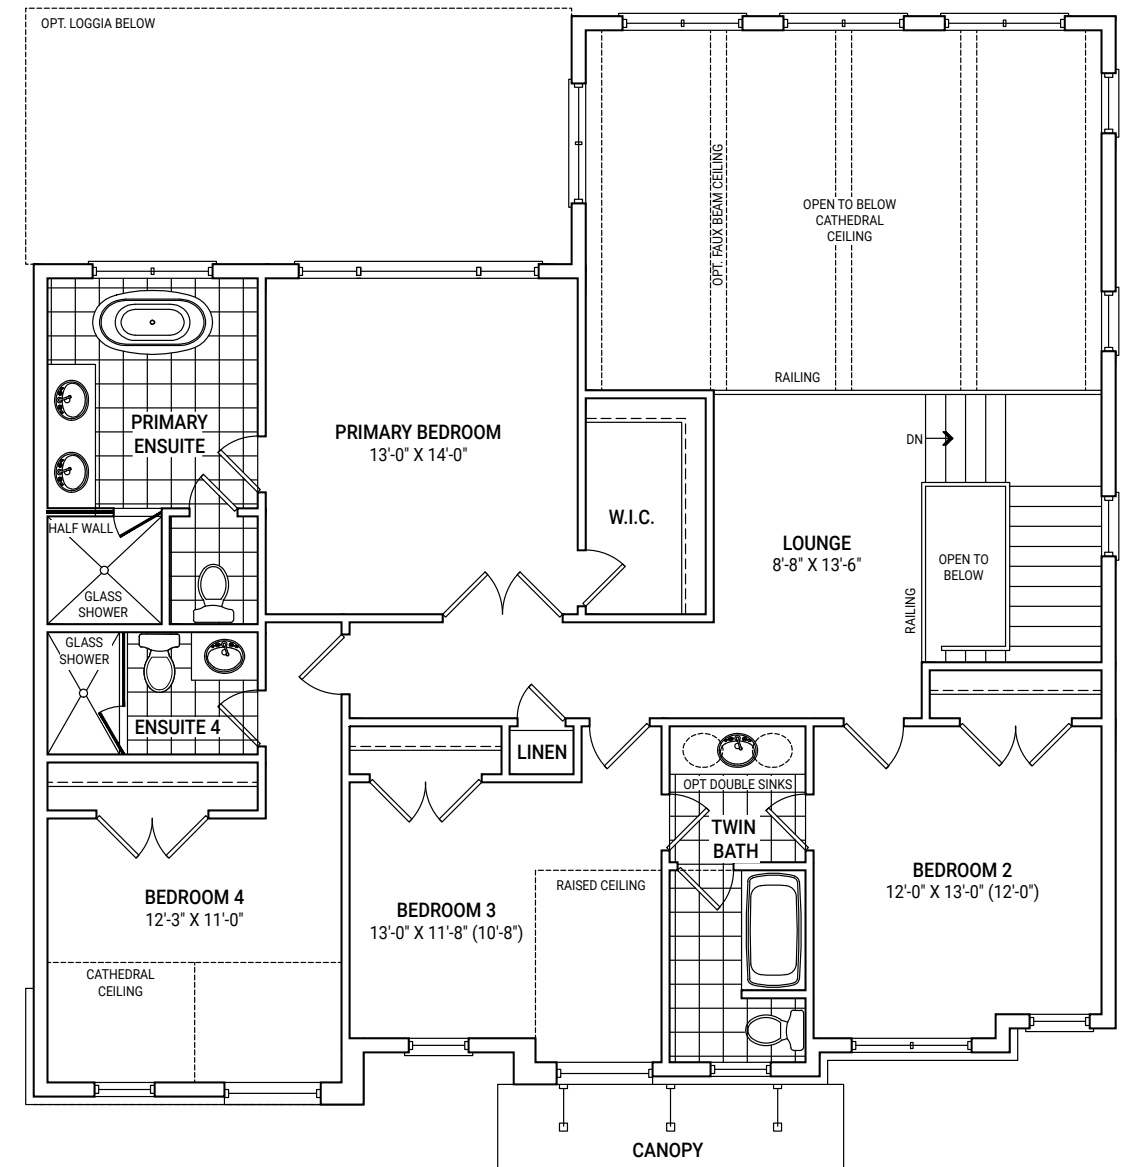 OPT. LOGGIA BELOW
OPT. FAUX BEAM CEILING
OPEN TO BELOW
CATHEDRAL
CEILING
RAILING
PRIMARY
ENSUITE
PRIMARY BEDROOM
13'-0" X 14'-0"
DN
W.I.C.
HALF WALL
LOUNGE
8'-8" X 13'-6"
OPEN TO
BELOW
GLASS
SHOWER
RAILING
GLASS
SHOWER
ENSUITE 4
LINEN
OPT DOUBLE SINKS
TWIN
BATH
BEDROOM 2
12'-0" X 13'-0" (12'-0")
RAISED CEILING
BEDROOM 4
12'-3" X 11'-0"
BEDROOM 3
13'-0" X 11'-8" (10'-8")
CATHEDRAL
CEILING
CANOPY